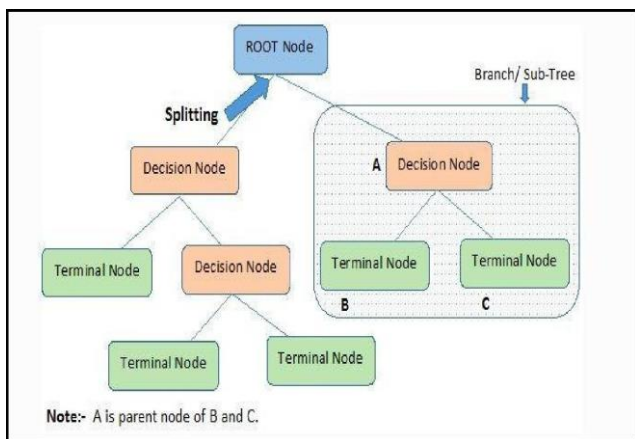 ROOT Node
Branch/ Sub-Tree
Splitting
A
Decision Node
Decision Node
Terminal Node
Decision Node
Terminal Node
Terminal Node
B
C
Terminal Node
Terminal Node
Note:- A is parent node of B and C.